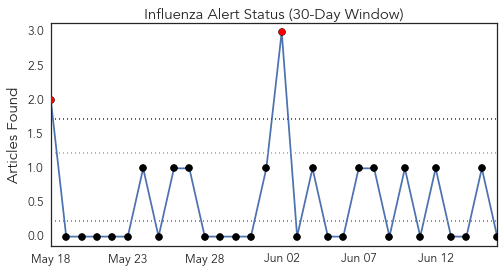 Influenza Alert Status (30-Day Window)
Articles Found
3.0
2.5
2.0
1.5
1.0
0.5
0.0
May 18 May 23 May 28 Jun 02 Jun 07 Jun 12